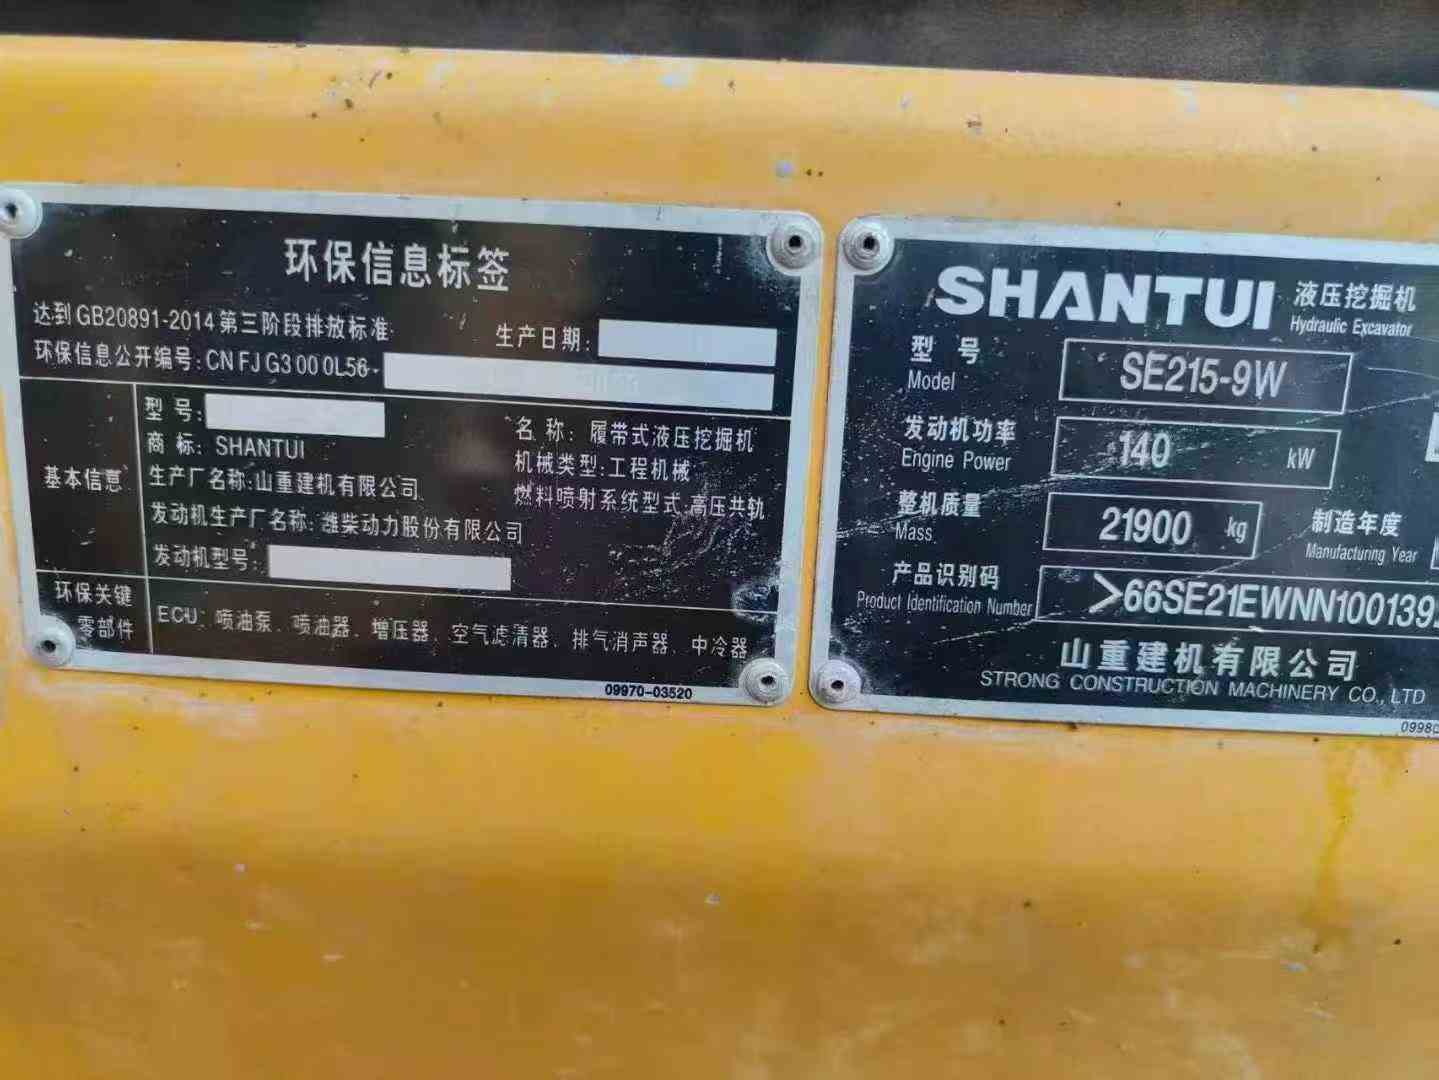 环保信息标签
达到GB20891-2014第三阶段排放标准
生产日期:
环保信息公开编号:CN FJ G3 00 0L56-
基本信息
型 号:
商 标: SHANTUI
生产厂名称:山重建机有限公司
发动机生产厂名称: 潍柴动力股份有限公司
发动机型号:
名 称: 履带式液压挖掘机
机械类型:工程机械
燃料喷射系统型式:高压共轨
环保关键
零部件
ECU、喷油泵、喷油器、增压器、空气滤清器、排气消声器、中冷器
09970-03520
SHANTUI 液压挖掘机
Hydraulic Excavator
型 号
Model
SE215-9W
发动机功率
Engine Power
140 kW
整机质量
Mass
21900 kg
制造年度
Manufacturing Year
产品识别码
Product Identification Number
>66SE21EWNN100139
山重建机有限公司
STRONG CONSTRUCTION MACHINERY CO., LTD
0998